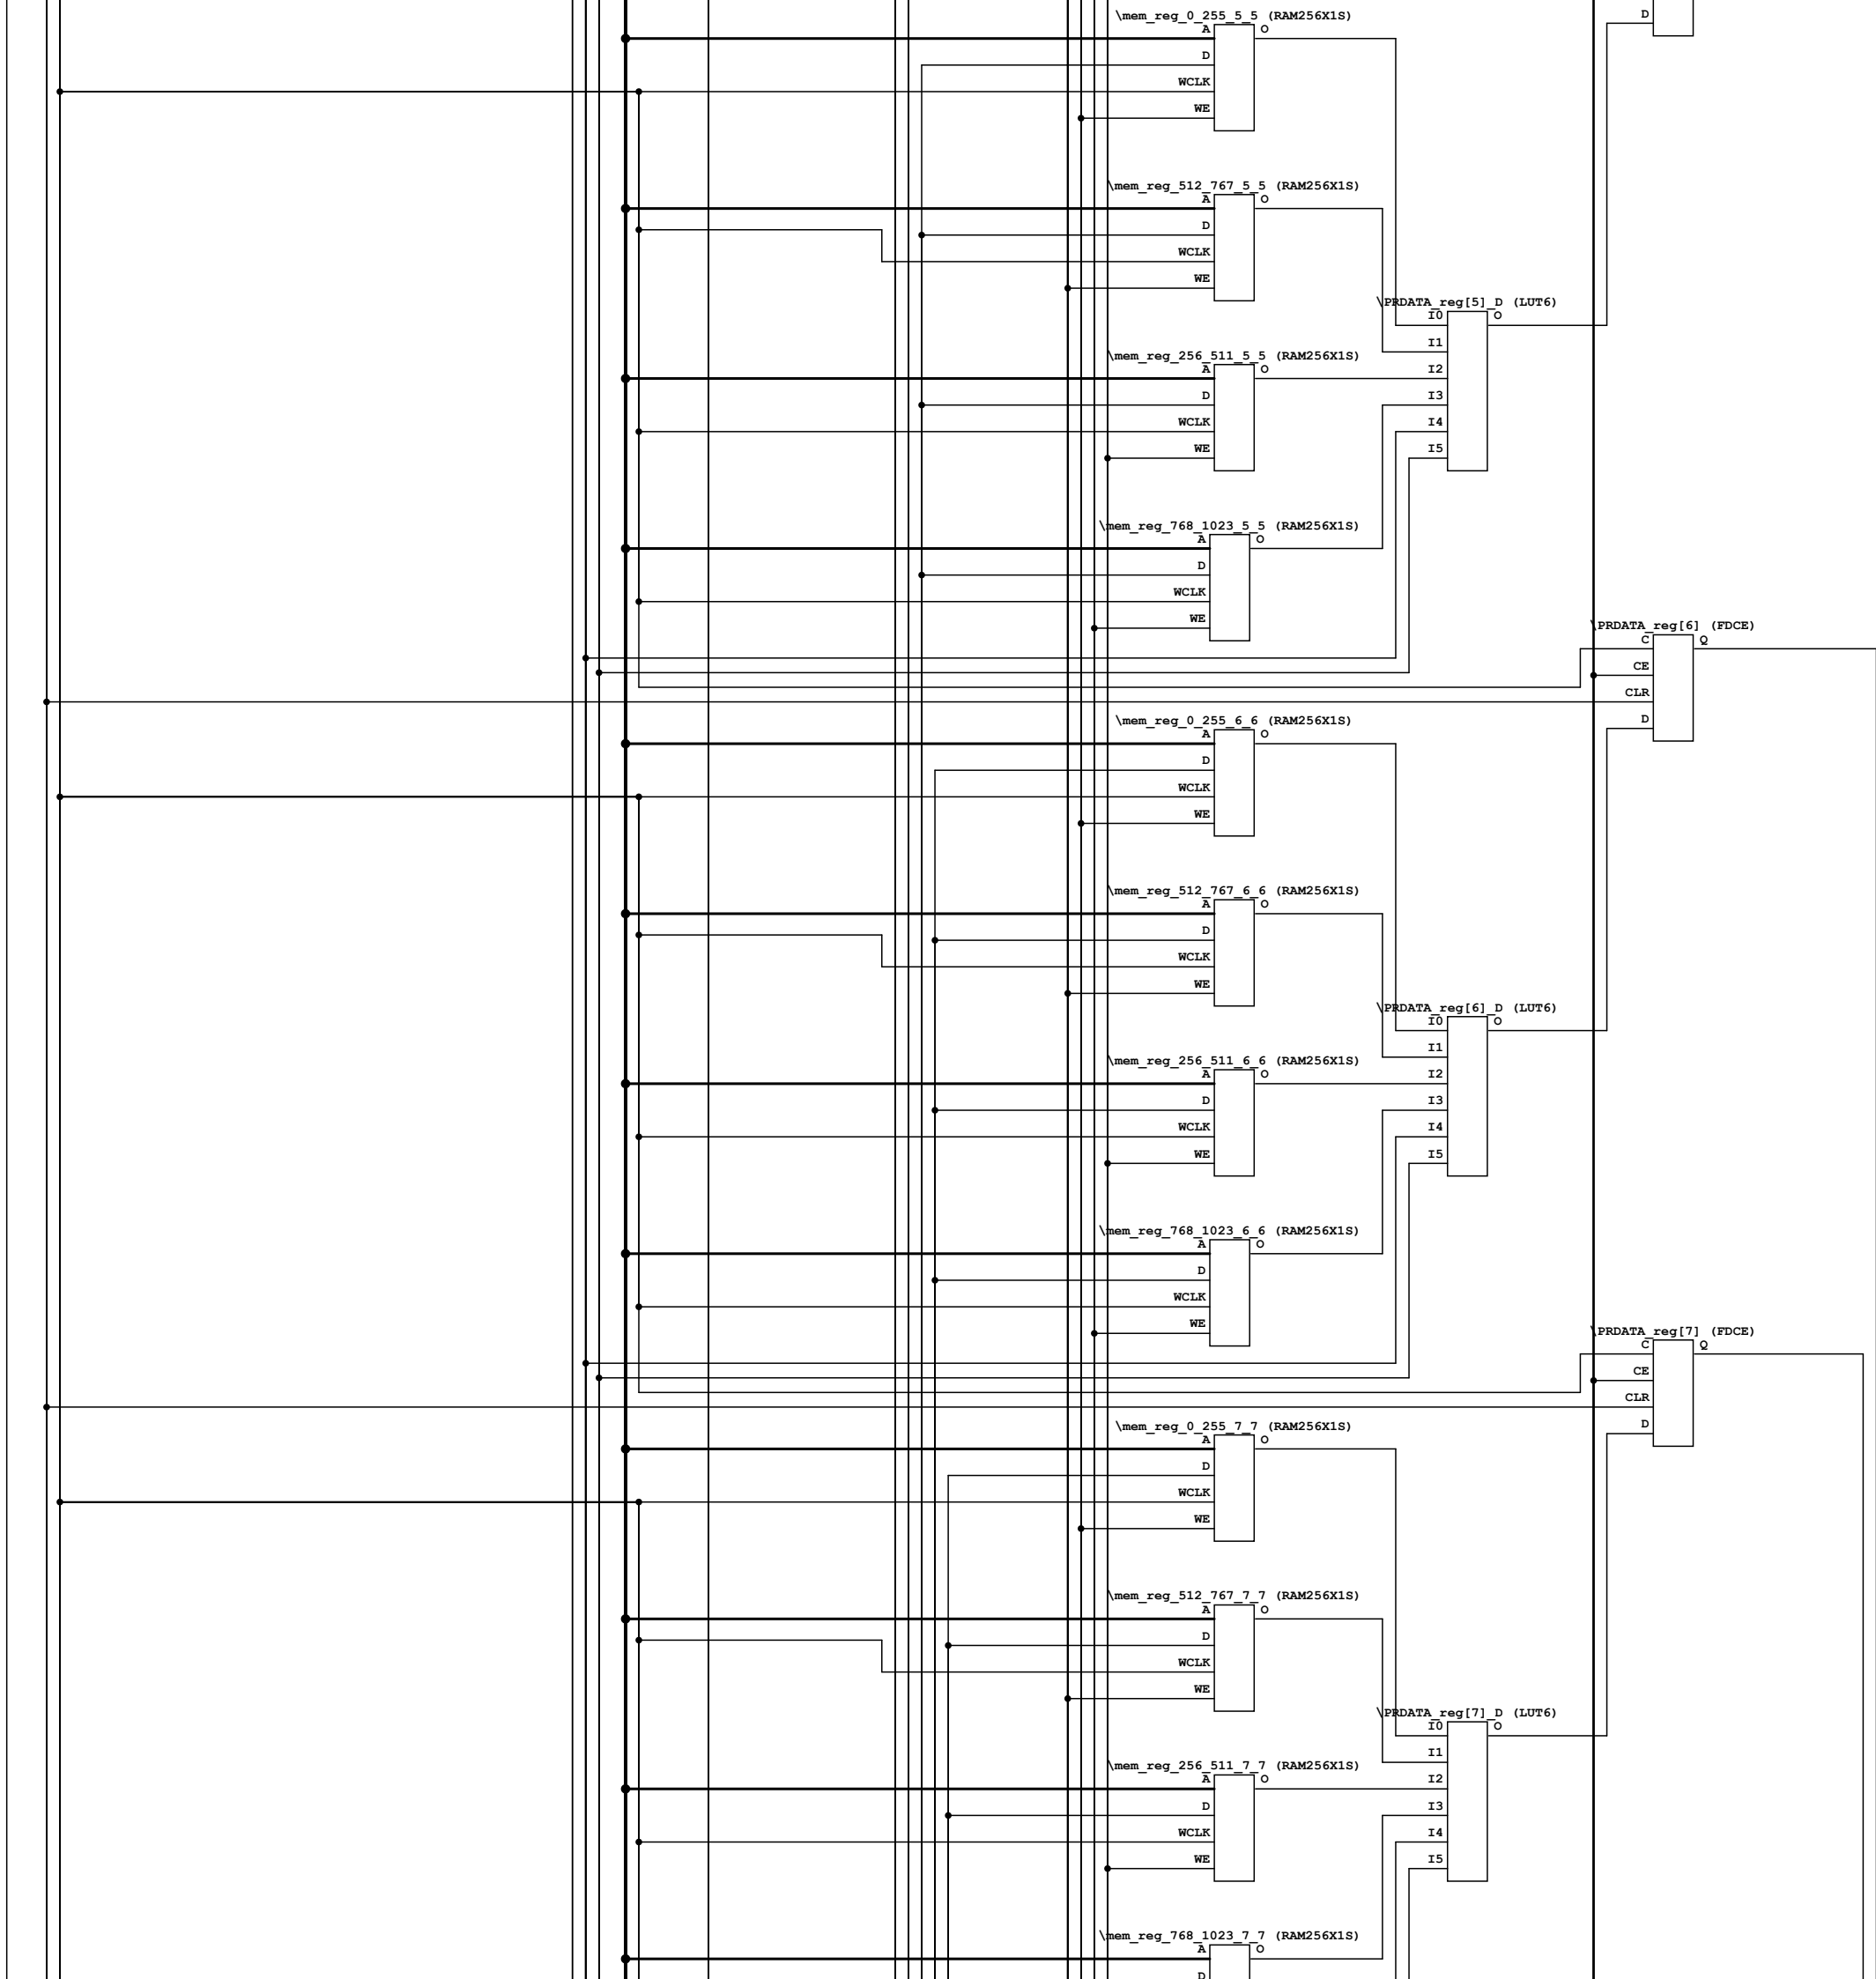 \mem_reg_0_255_5_5 (RAM256X1S)
A
O
D
WCLK
WE
D
\mem_reg_512_767_5_5 (RAM256X1S)
A
O
D
WCLK
WE
\PRDATA_reg[5]_D (LUT6)
I0
O
I1
I2
I3
I4
I5
\mem_reg_256_511_5_5 (RAM256X1S)
A
O
D
WCLK
WE
\mem_reg_768_1023_5_5 (RAM256X1S)
A
O
D
WCLK
WE
\PRDATA_reg[6] (FDCE)
C
Q
CE
CLR
D
\mem_reg_0_255_6_6 (RAM256X1S)
A
O
D
WCLK
WE
\mem_reg_512_767_6_6 (RAM256X1S)
A
O
D
WCLK
WE
\PRDATA_reg[6]_D (LUT6)
I0
O
I1
I2
I3
I4
I5
\mem_reg_256_511_6_6 (RAM256X1S)
A
O
D
WCLK
WE
\mem_reg_768_1023_6_6 (RAM256X1S)
A
O
D
WCLK
WE
\PRDATA_reg[7] (FDCE)
C
Q
CE
CLR
D
\mem_reg_0_255_7_7 (RAM256X1S)
A
O
D
WCLK
WE
\mem_reg_512_767_7_7 (RAM256X1S)
A
O
D
WCLK
WE
\PRDATA_reg[7]_D (LUT6)
I0
O
I1
I2
I3
I4
I5
\mem_reg_256_511_7_7 (RAM256X1S)
A
O
D
WCLK
WE
\mem_reg_768_1023_7_7 (RAM256X1S)
A
O
D